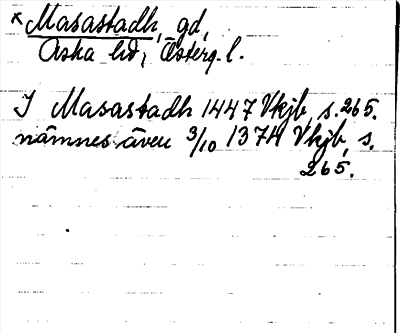 × Masastadh, gd,
Aska hd, Österg. l.
I Masastadh 1447 Vkjb, s. 265.
nämnes även 3/10 1374 Vkjb, s.
265.